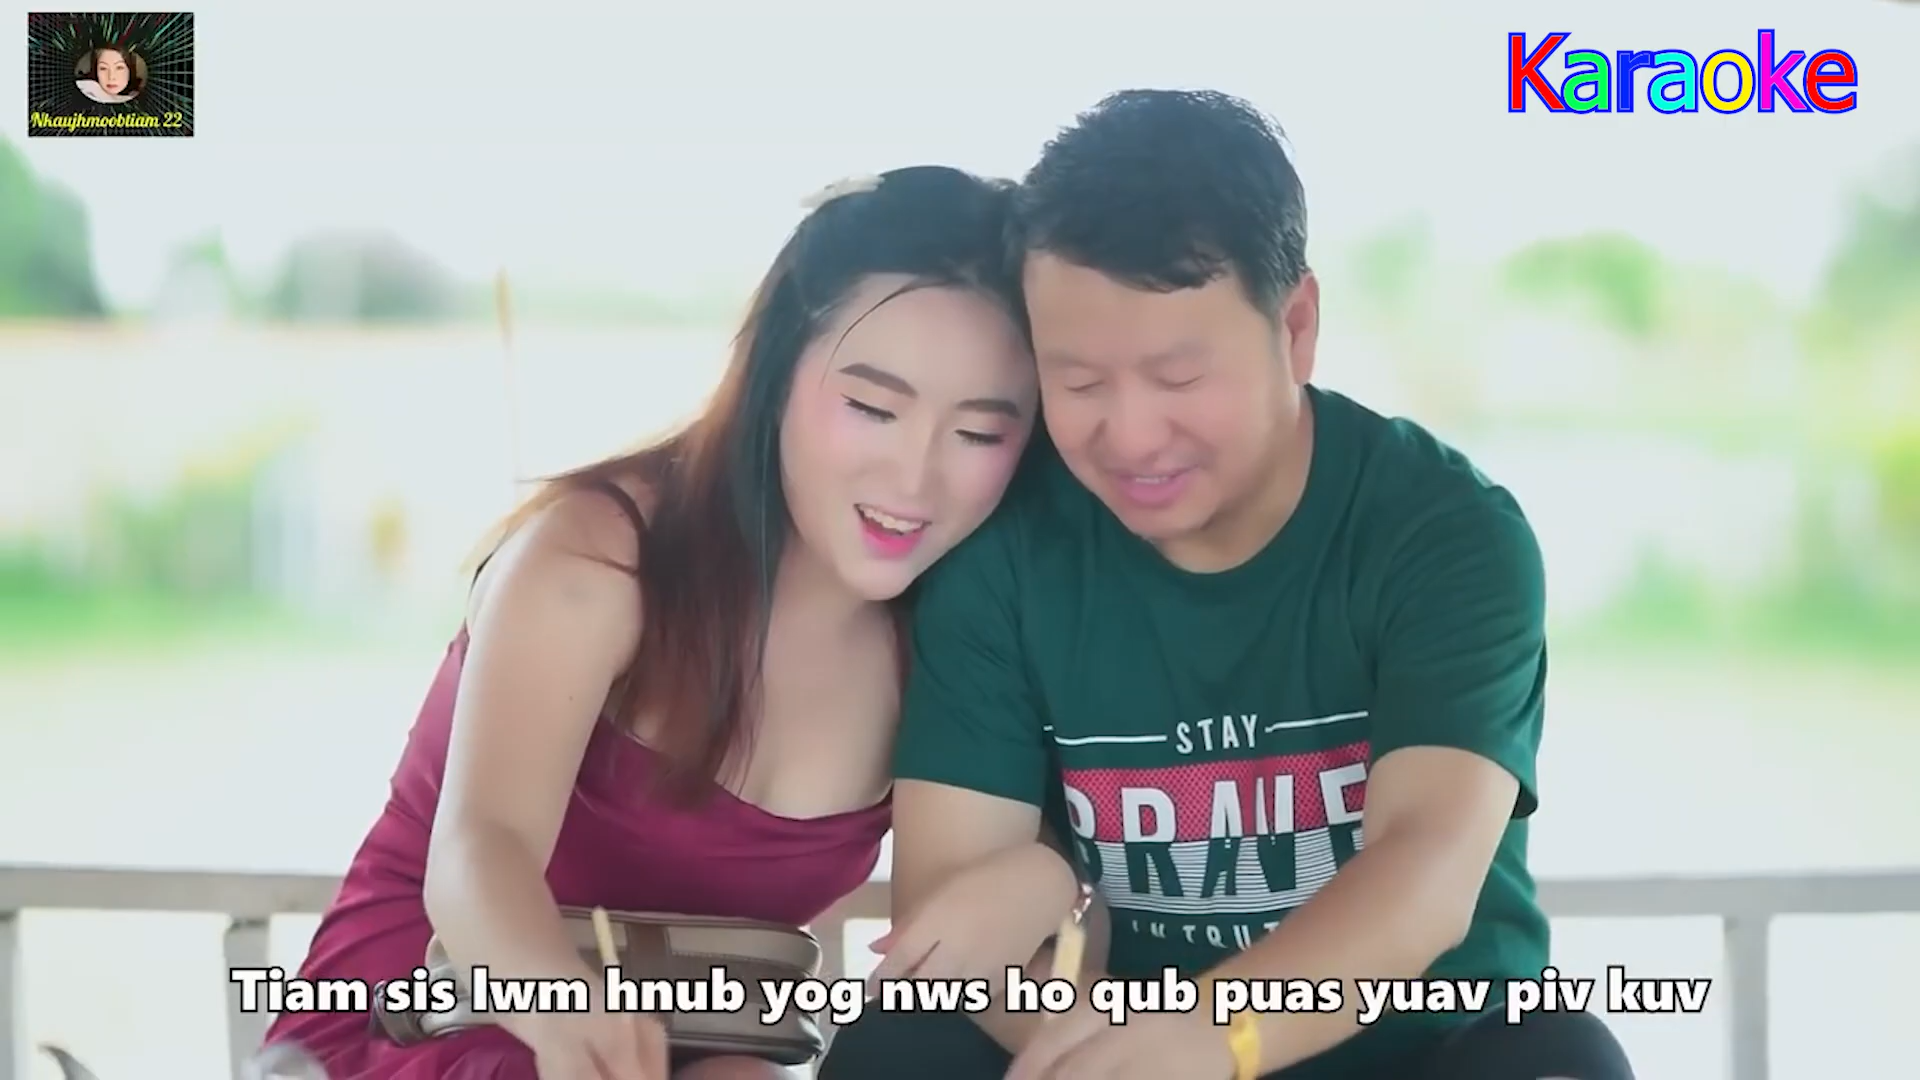 Nkaujhmoobtiam 22
Karaoke
STAY
BRAVE
Tiam sis lwm hnub yog nws ho qub puas yuav piv kuv